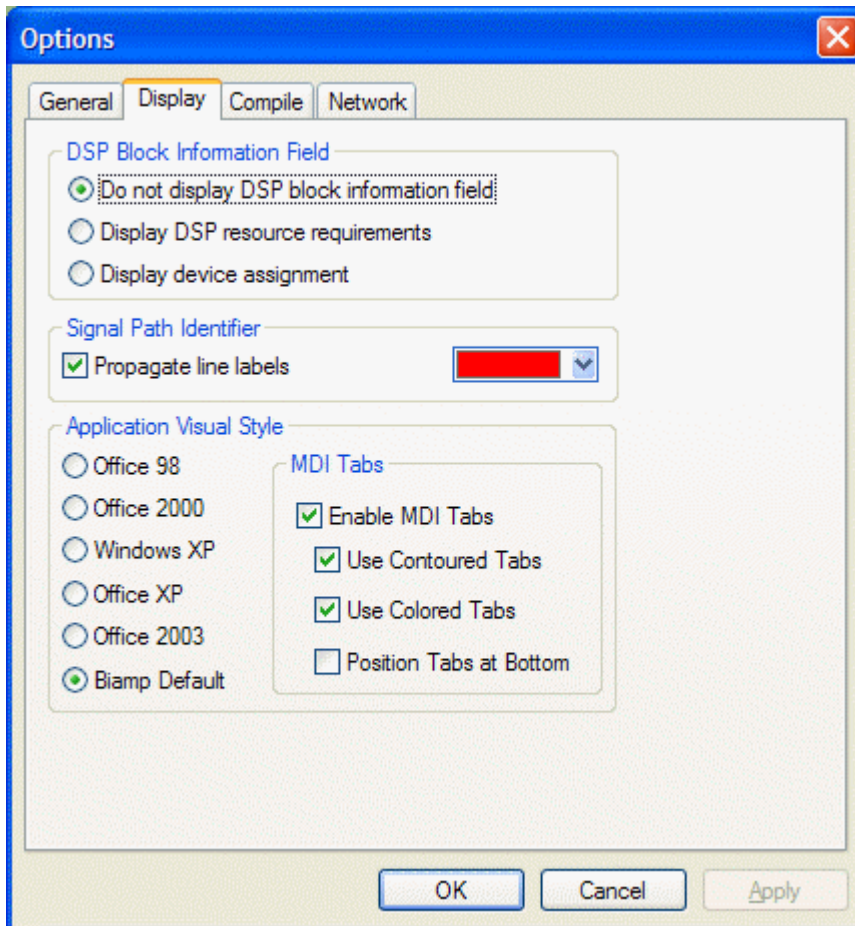 Options
General Display Compile Network
DSP Block Information Field
Do not display DSP block information field
Display DSP resource requirements
Display device assignment
Signal Path Identifier
Propagate line labels
Application Visual Style
Office 98
Office 2000
Windows XP
Office XP
Office 2003
Biamp Default
MDI Tabs
Enable MDI Tabs
Use Contoured Tabs
Use Colored Tabs
Position Tabs at Bottom
OK Cancel Apply